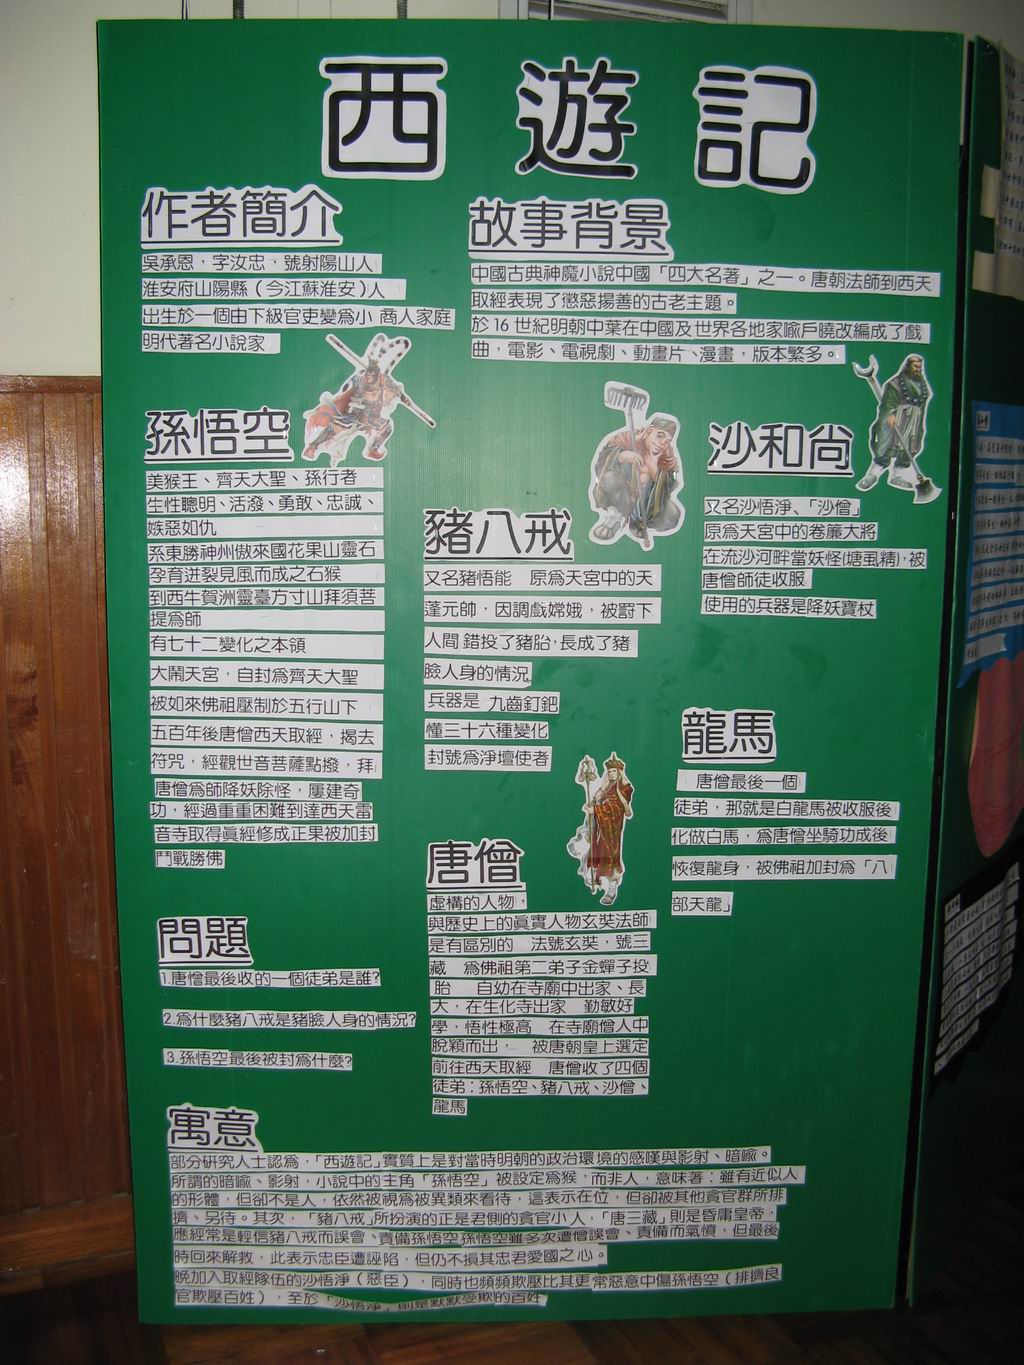 西遊記
作者簡介
吳承恩，字汝忠，號射陽山人
淮安府山陽縣（今江蘇淮安）人
出生於一個由下級官吏變為小 商人家庭
明代著名小說家
故事背景
中國古典神魔小說中國「四大名著」之一。唐朝法師到西天
取經表現了懲惡揚善的古老主題。
於 16 世紀明朝中葉在中國及世界各地家喻戶曉改編成了戲
曲，電影、電視劇、動畫片、漫畫，版本繁多。
孫悟空
美猴王、齊天大聖、孫行者
生性聰明、活潑、勇敢、忠誠、
嫉惡如仇
系東勝神州傲來國花果山靈石
孕育迸裂見風而成之石猴
到西牛賀洲靈臺方寸山拜須菩
提為師
有七十二變化之本領
大鬧天宮，自封為齊天大聖
被如來佛祖壓制於五行山下
五百年後唐僧西天取經，揭去
符咒，經觀世音菩薩點撥，拜
唐僧為師降妖除怪，屢建奇
功，經過重重困難到達西天雷
音寺取得真經修成正果被加封
鬥戰勝佛
豬八戒
又名豬悟能　原為天宮中的天
蓬元帥，因調戲嫦娥，被罰下
人間 錯投了豬胎，長成了豬
臉人身的情況
兵器是 九齒釘鈀
懂三十六種變化
封號為淨壇使者
沙和尚
又名沙悟淨、「沙僧」
原為天宮中的卷簾大將
在流沙河畔當妖怪(塘虱精)，被
唐僧師徒收服
使用的兵器是降妖寶杖
龍馬
唐僧最後一個
徒弟，那就是白龍馬被收服後
化做白馬，為唐僧坐騎功成後
恢復龍身，被佛祖加封為「八
部天龍」
唐僧
虛構的人物，
與歷史上的真實人物玄奘法師
是有區別的　法號玄奘，號三
藏　為佛祖第二弟子金蟬子投
胎　自幼在寺廟中出家、長
大，在生化寺出家　勤敏好
學，悟性極高　在寺廟僧人中
脫穎而出，　被唐朝皇上選定
前往西天取經　唐僧收了四個
徒弟：孫悟空、豬八戒、沙僧、
龍馬
問題
1.唐僧最後收的一個徒弟是誰?
2.為什麼豬八戒是豬臉人身的情況?
3.孫悟空最後被封為什麼?
寓意
部分研究人士認為，「西遊記」實質上是對當時明朝的政治環境的感嘆與影射、暗喻。
所謂的暗喻、影射，小說中的主角「孫悟空」被設定為猴，而非人，意味著：雖有近似人
的形體，但卻不是人，依然被視為被異類來看待，這表示在位，但卻被其他貪官群所排
擠、另待。其次，「豬八戒」所扮演的正是君側的貪官小人，「唐三藏」則是昏庸皇帝，
應經常是輕信豬八戒而誤會、責備孫悟空孫悟空雖多次遭僧誤會、責備而氣憤，但最後
時回來解救，此表示忠臣遭誣陷，但仍不損其忠君愛國之心。
晚加入取經隊伍的沙悟淨（惡臣），同時也頻頻欺壓比其更常惡意中傷孫悟空（排擠良
官欺壓百姓），至於「沙悟淨」則是默默受欺的百姓